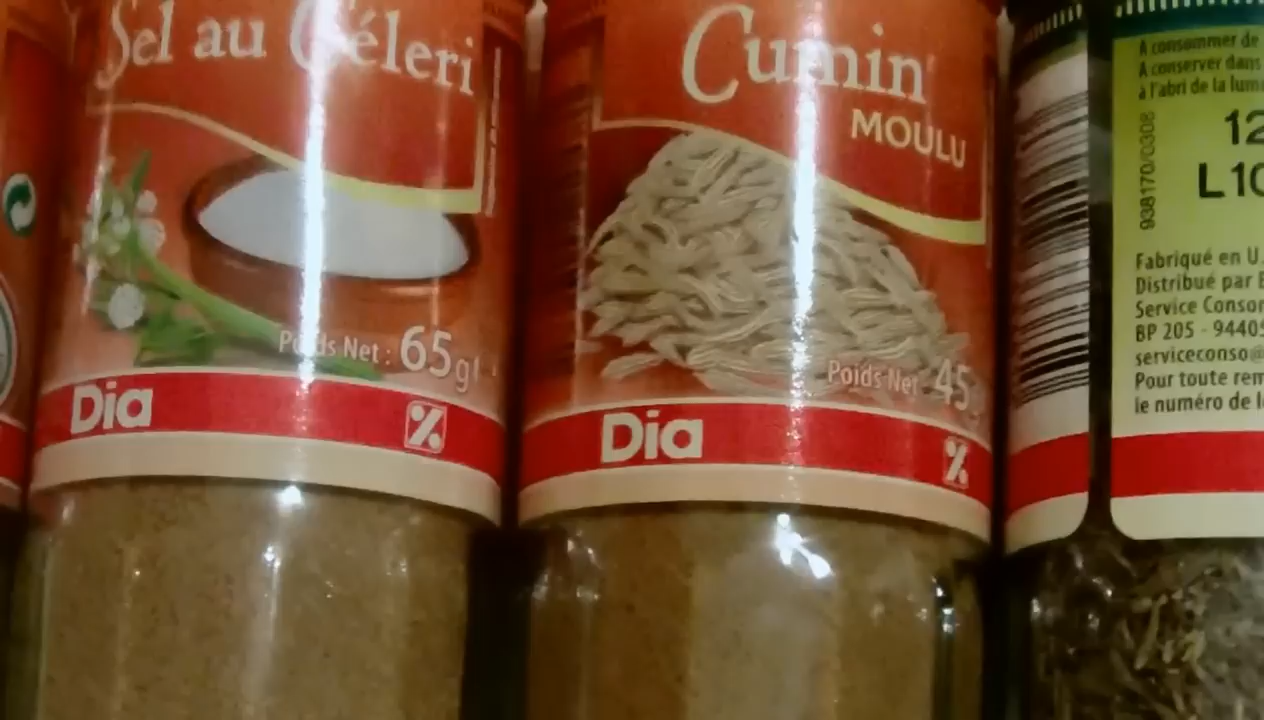 Sel au Céleri
Poids Net : 65g
Dia %
Cumin
MOULU
Poids Net 45
Dia %
A consommer de
A conserver dans
à l'abri de la lum
938170/0308
12
L10
Fabriqué en U.
Distribué par E
Service Consor
BP 205 - 9440
serviceconso@
Pour toute rem
le numéro de l